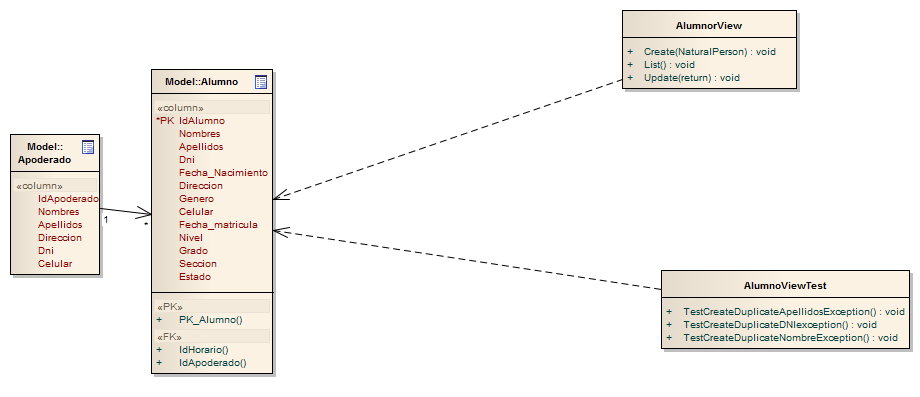 Model::
Apoderado
«column»
IdApoderado
Nombres
Apellidos
Direccion
Dni
Celular
1
*
Model::Alumno
«column»
*PK IdAlumno
Nombres
Apellidos
Dni
Fecha_Nacimiento
Direccion
Genero
Celular
Fecha_matricula
Nivel
Grado
Seccion
Estado
«PK»
+ PK_Alumno()
«FK»
+ IdHorario()
+ IdApoderado()
AlumnorView
+ Create(NaturalPerson) : void
+ List() : void
+ Update(return) : void
AlumnoViewTest
+ TestCreateDuplicateApellidosException() : void
+ TestCreateDuplicateDNIexception() : void
+ TestCreateDuplicateNombreException() : void